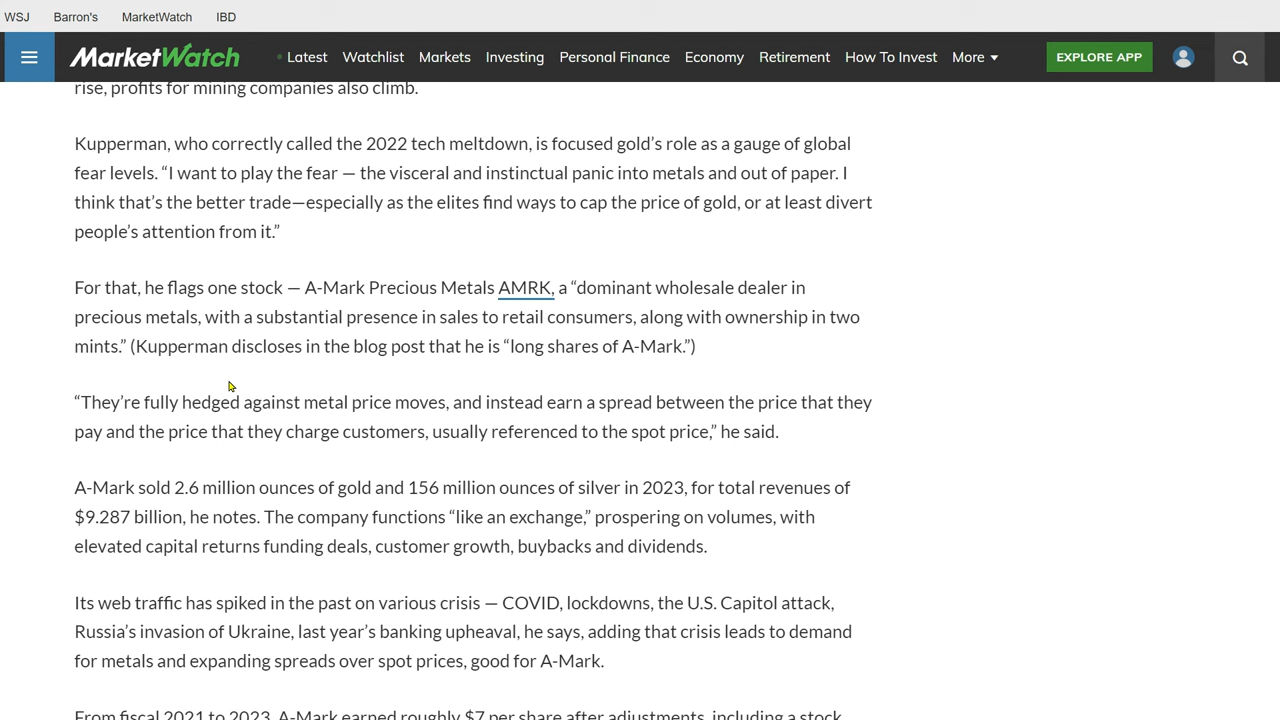 WSJ Barron's MarketWatch IBD
MarketWatch Latest Watchlist Markets Investing Personal Finance Economy Retirement How To Invest More EXPLORE APP
rise, profits for mining companies also climb.
Kupperman, who correctly called the 2022 tech meltdown, is focused gold’s role as a gauge of global
fear levels. “I want to play the fear — the visceral and instinctual panic into metals and out of paper. I
think that’s the better trade—especially as the elites find ways to cap the price of gold, or at least divert
people’s attention from it.”
For that, he flags one stock — A-Mark Precious Metals AMRK, a “dominant wholesale dealer in
precious metals, with a substantial presence in sales to retail consumers, along with ownership in two
mints.” (Kupperman discloses in the blog post that he is “long shares of A-Mark.”)
“They’re fully hedged against metal price moves, and instead earn a spread between the price that they
pay and the price that they charge customers, usually referenced to the spot price,” he said.
A-Mark sold 2.6 million ounces of gold and 156 million ounces of silver in 2023, for total revenues of
$9.287 billion, he notes. The company functions “like an exchange,” prospering on volumes, with
elevated capital returns funding deals, customer growth, buybacks and dividends.
Its web traffic has spiked in the past on various crisis — COVID, lockdowns, the U.S. Capitol attack,
Russia’s invasion of Ukraine, last year’s banking upheaval, he says, adding that crisis leads to demand
for metals and expanding spreads over spot prices, good for A-Mark.
From fiscal 2021 to 2023, A-Mark earned roughly $7 per share after adjustments, including a stock